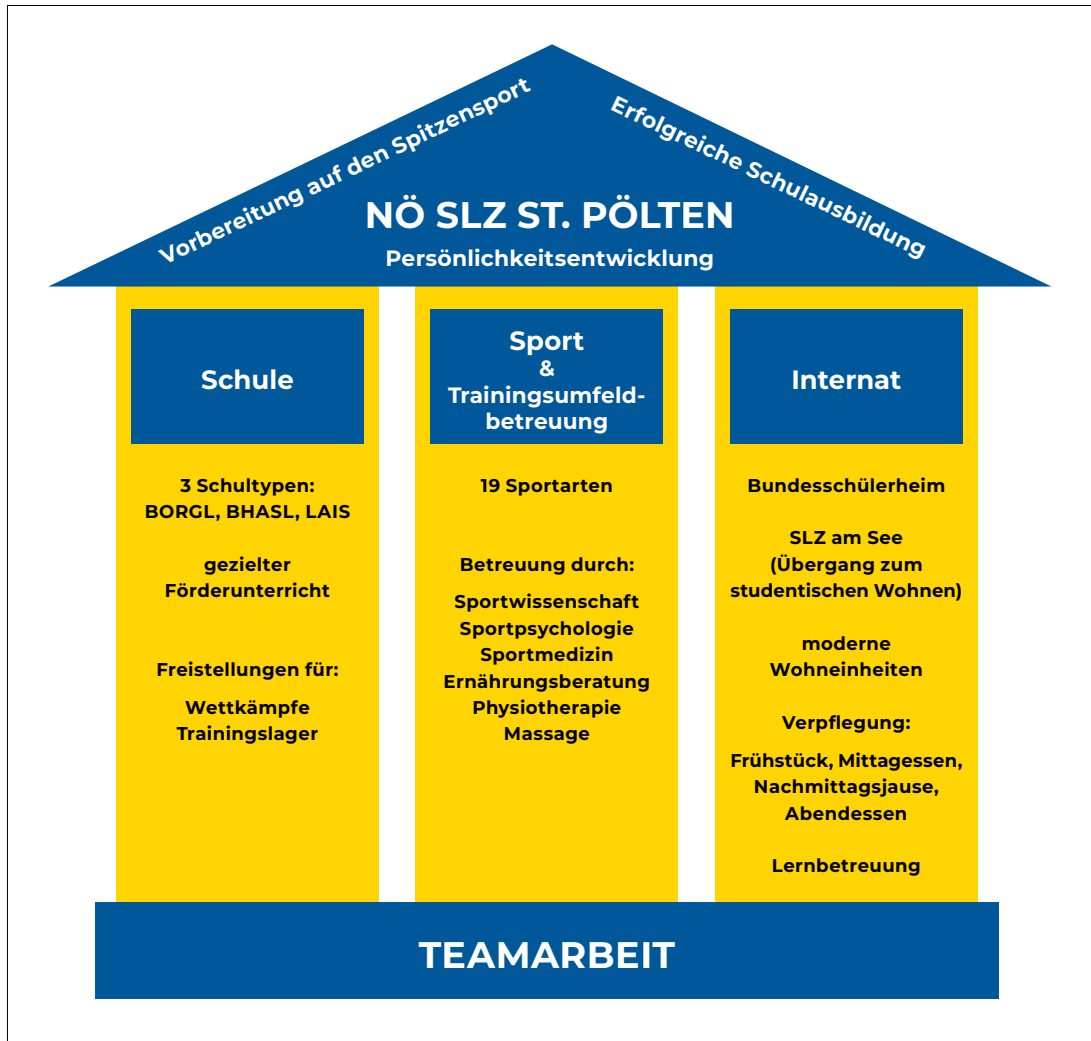 Vorbereitung auf den Spitzensport
Erfolgreiche Schulausbildung
NÖ SLZ ST. PÖLTEN
Persönlichkeitsentwicklung
Schule
3 Schultypen:
BORGL, BHASL, LAIS
gezielter
Förderunterricht
Freistellungen für:
Wettkämpfe
Trainingslager
Sport
&
Trainingsumfeld-
betreuung
19 Sportarten
Betreuung durch:
Sportwissenschaft
Sportpsychologie
Sportmedizin
Ernährungsberatung
Physiotherapie
Massage
Internat
Bundesschülerheim
SLZ am See
(Übergang zum
studentischen Wohnen)
moderne
Wohneinheiten
Verpflegung:
Frühstück, Mittagessen,
Nachmittagsjause,
Abendessen
Lernbetreuung
TEAMARBEIT